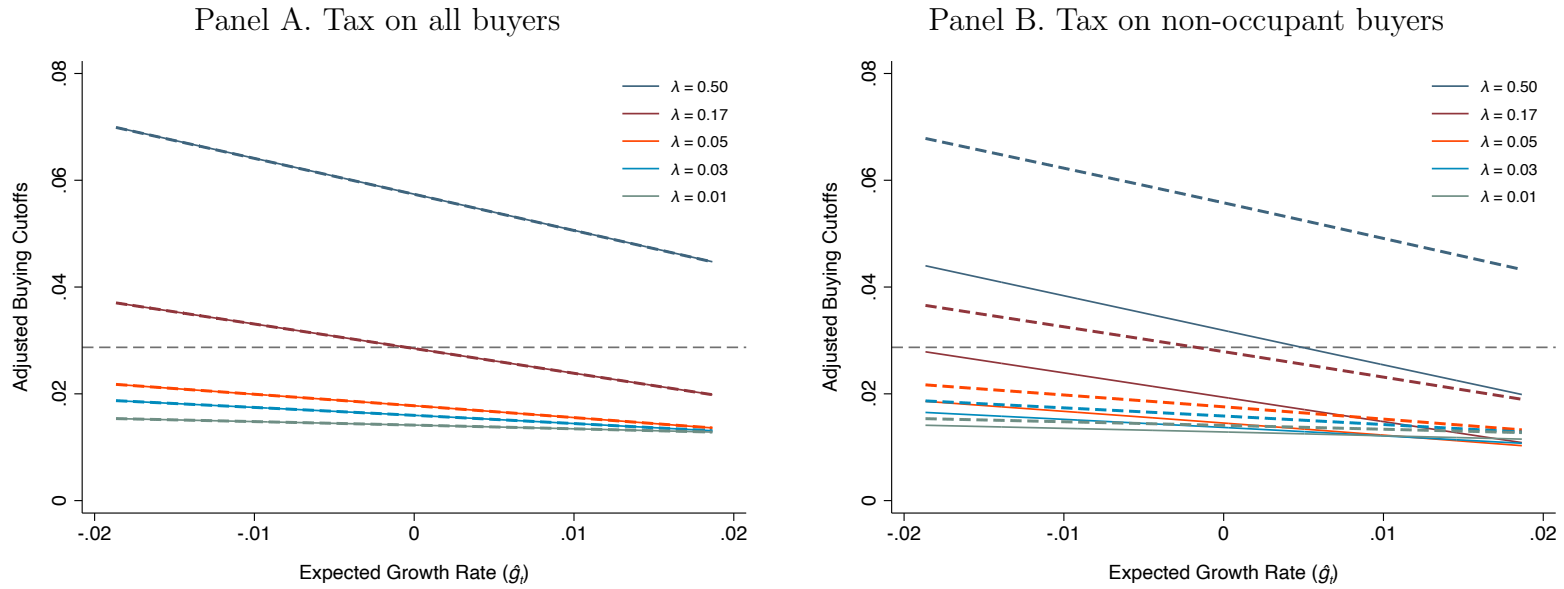 Panel A. Tax on all buyers
.08
.06
.04
.02
0
Adjusted Buying Cutoffs
λ = 0.50
λ = 0.17
λ = 0.05
λ = 0.03
λ = 0.01
-.02
-.01
0
.01
.02
Expected Growth Rate (ĝt)
Panel B. Tax on non-occupant buyers
.08
.06
.04
.02
0
Adjusted Buying Cutoffs
λ = 0.50
λ = 0.17
λ = 0.05
λ = 0.03
λ = 0.01
-.02
-.01
0
.01
.02
Expected Growth Rate (ĝt)